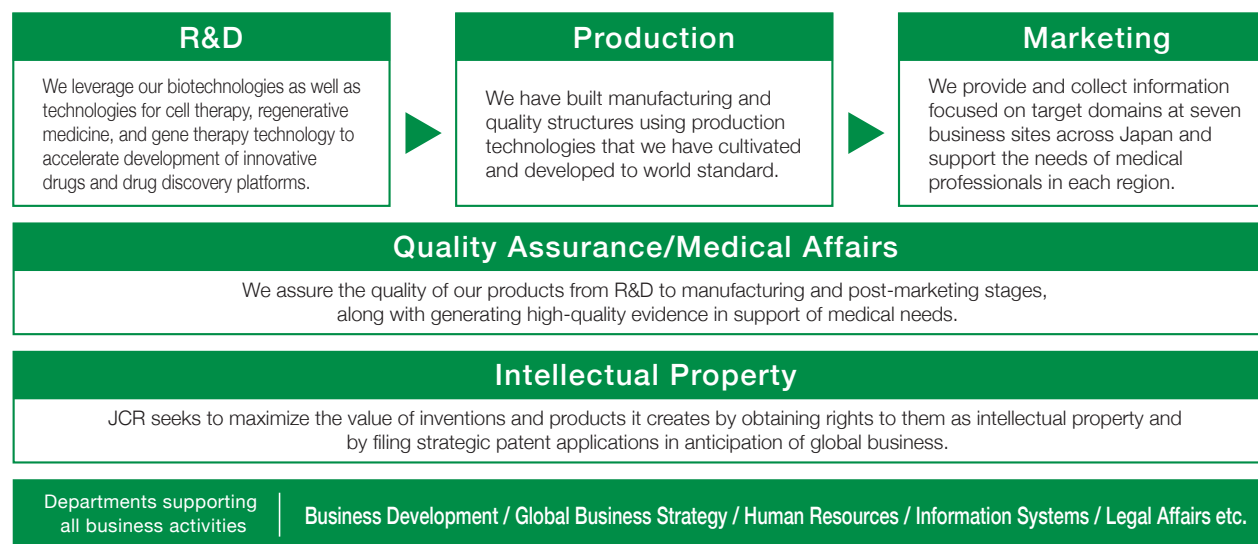 R&D
We leverage our biotechnologies as well as
technologies for cell therapy, regenerative
medicine, and gene therapy technology to
accelerate development of innovative
drugs and drug discovery platforms.
Production
We have built manufacturing and
quality structures using production
technologies that we have cultivated
and developed to world standard.
Marketing
We provide and collect information
focused on target domains at seven
business sites across Japan and
support the needs of medical
professionals in each region.
Quality Assurance/Medical Affairs
We assure the quality of our products from R&D to manufacturing and post-marketing stages,
along with generating high-quality evidence in support of medical needs.
Intellectual Property
JCR seeks to maximize the value of inventions and products it creates by obtaining rights to them as intellectual property and
by filing strategic patent applications in anticipation of global business.
Departments supporting
all business activities
Business Development / Global Business Strategy / Human Resources / Information Systems / Legal Affairs etc.